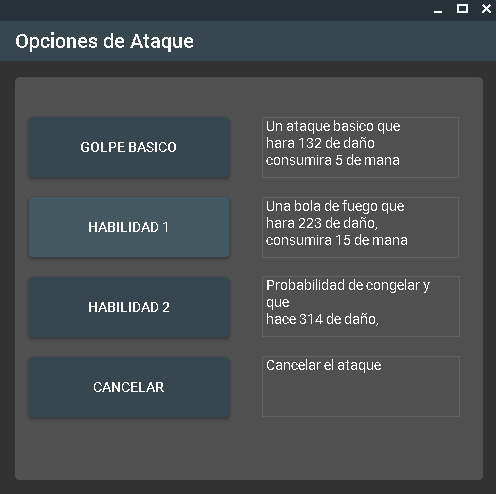 Opciones de Ataque
GOLPE BASICO
Un ataque basico que
hara 132 de daño
consumira 5 de mana
HABILIDAD 1
Una bola de fuego que
hara 223 de daño,
consumira 15 de mana
HABILIDAD 2
Probabilidad de congelar y
que
hace 314 de daño,
CANCELAR
Cancelar el ataque